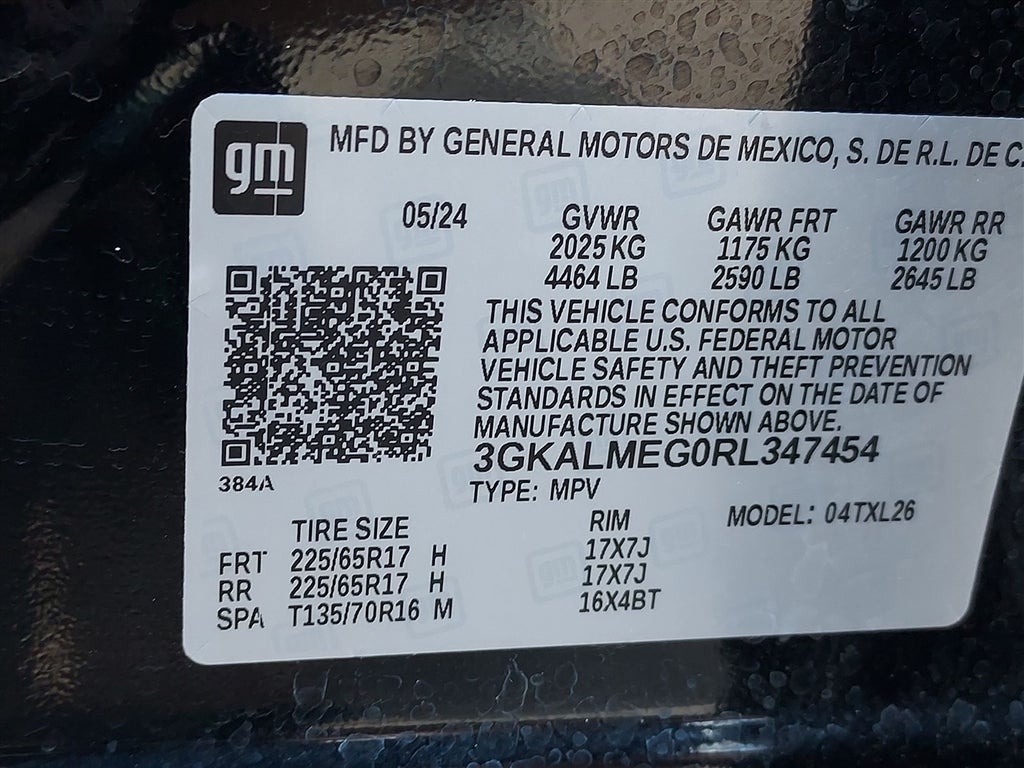 gm
MFD BY GENERAL MOTORS DE MEXICO, S. DE R.L. DE C.
05/24 GVWR GAWR FRT GAWR RR
2025 KG 1175 KG 1200 KG
4464 LB 2590 LB 2645 LB
THIS VEHICLE CONFORMS TO ALL
APPLICABLE U.S. FEDERAL MOTOR
VEHICLE SAFETY AND THEFT PREVENTION
STANDARDS IN EFFECT ON THE DATE OF
MANUFACTURE SHOWN ABOVE.
3GKALMEG0RL347454
384A
TYPE: MPV
MODEL: 04TXL26
TIRE SIZE RIM
FRT 225/65R17 H 17X7J
RR 225/65R17 H 17X7J
SPA T135/70R16 M 16X4BT